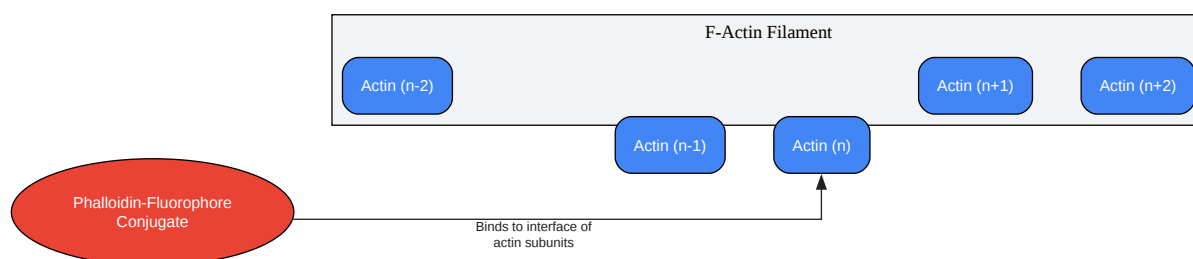 F-Actin Filament
Actin (n-2)
Actin (n+1)
Actin (n+2)
Actin (n-1)
Actin (n)
Phalloidin-Fluorophore
Conjugate
Binds to interface of
actin subunits